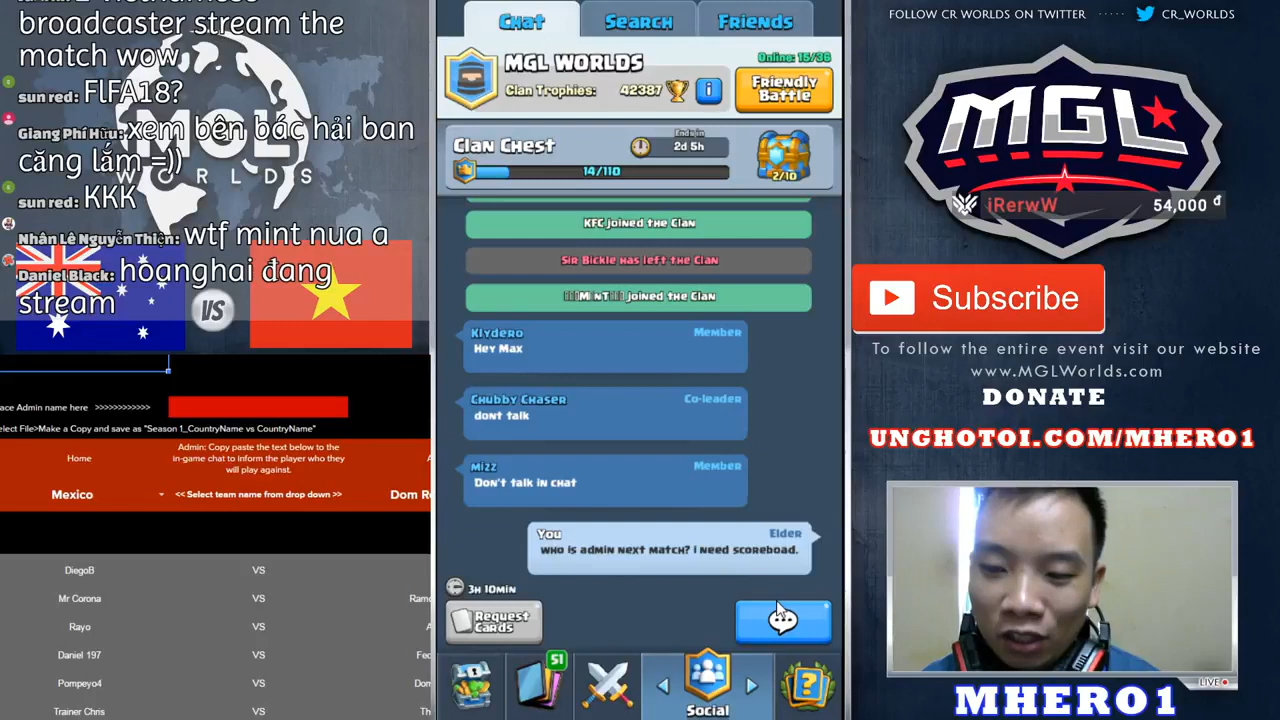 broadcaster stream the
match wow
sun red: FIFA18?
Giang Phí Hữu: xem bên bác hải ban
căng lắm =))
sun red: KKK
Nhân Lê Nguyễn Thiện: wtf mint nua a
Daniel Black: hoanghai đang
stream
MGL
WORLDS
VS
ace Admin name here >>>>>>>>>>>>
elect File>Make a Copy and save as "Season 1_CountryName vs CountryName"
Home
Admin: Copy paste the text below to the
in-game chat to inform the player who they
will play against.
Mexico
<< Select team name from drop down >>
Dom R
DiegoB VS
Mr Corona VS
Rayo VS
Daniel 197 VS
Pompeyo4 VS
Trainer Chris VS
Chat
Search
Friends
MGL WORLDS
Online: 15/36
Clan Trophies: 42387
i
Friendly
Battle
Clan Chest
Ends in
2d 5h
14/110
2/10
KFC joined the Clan
Sir Bickle has left the Clan
MiNT joined the Clan
Klydero Member
Hey Max
Chubby Chaser Co-leader
dont talk
Mizz Member
Don't talk in chat
You Elder
who is admin next match? i need scoreboad.
3h 10min
Request
Cards
51
Social
FOLLOW CR WORLDS ON TWITTER ····· CR_WORLDS
MGL
WORLDS
iRerwW 54,000 đ
Subscribe
To follow the entire event visit our website
www.MGLWorlds.com
DONATE
UNGHOTOI.COM/MHERO1
LIVE
MHERO1